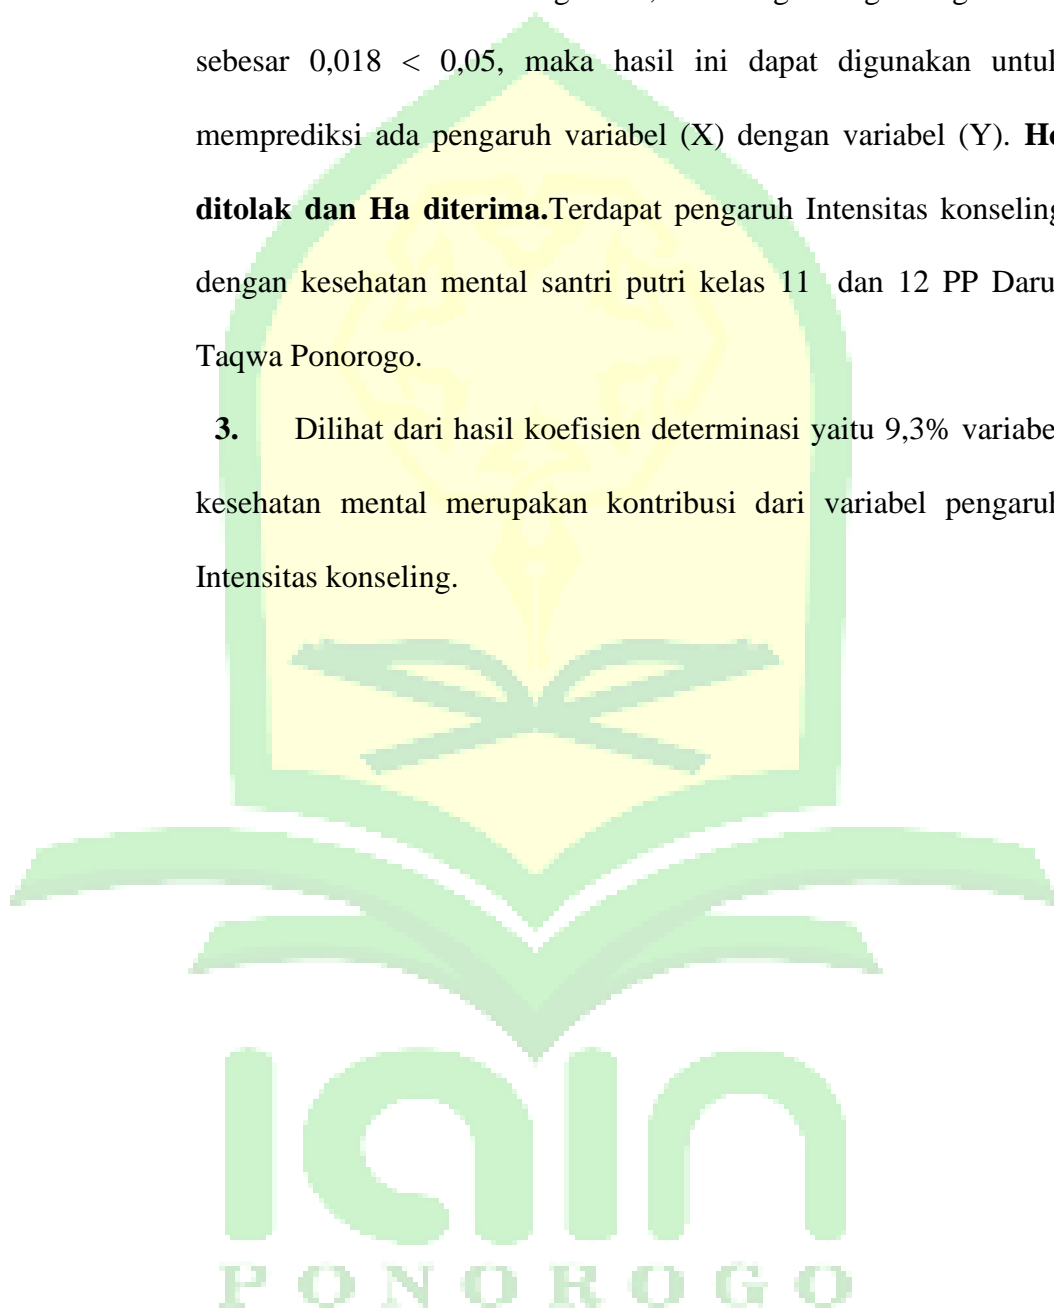 sebesar 0,018 < 0,05, maka hasil ini dapat digunakan untuk
memprediksi ada pengaruh variabel (X) dengan variabel (Y). Ho
ditolak dan Ha diterima.Terdapat pengaruh Intensitas konseling
dengan kesehatan mental santri putri kelas 11 dan 12 PP Daru
Taqwa Ponorogo.
3. Dilihat dari hasil koefisien determinasi yaitu 9,3% variabe
kesehatan mental merupakan kontribusi dari variabel pengaruh
Intensitas konseling.
iain
PONOROGO